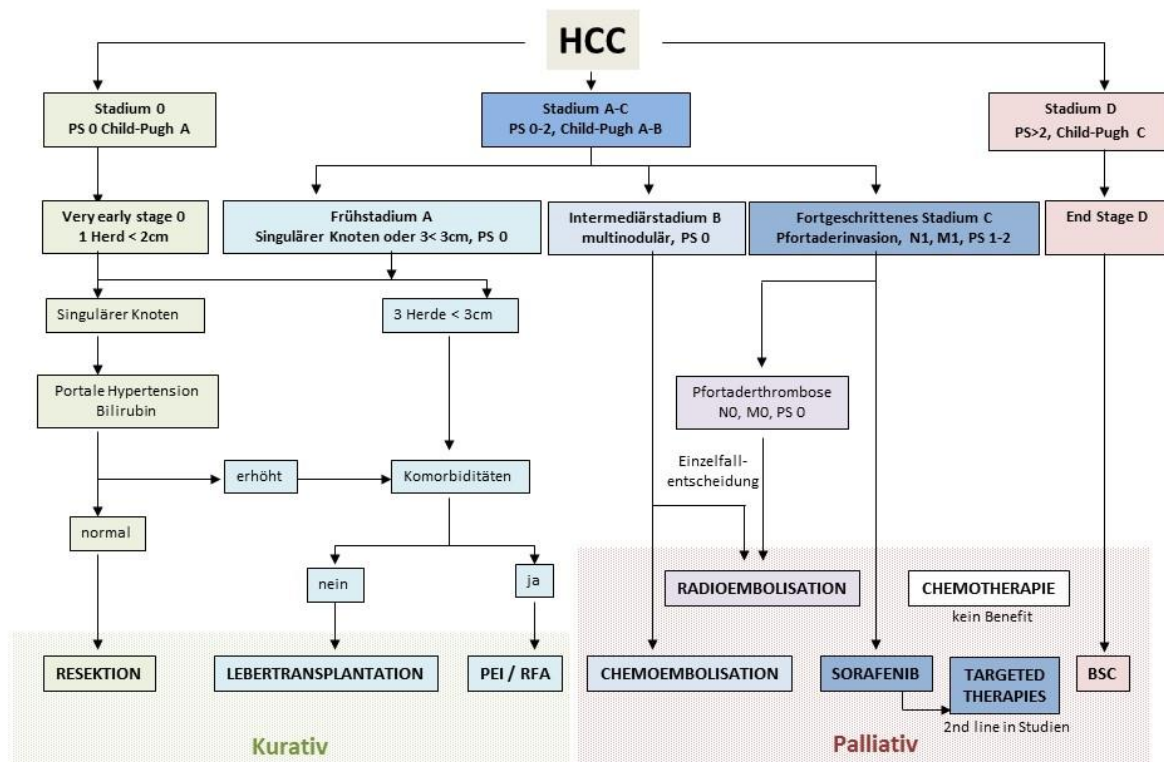 HCC
Stadium 0
PS 0 Child-Pugh A
Stadium A-C
PS 0-2, Child-Pugh A-B
Stadium D
PS>2, Child-Pugh C
Very early stage 0
1 Herd < 2cm
Frühstadium A
Singulärer Knoten oder 3< 3cm, PS 0
Intermediärstadium B
multinodulär, PS 0
Fortgeschrittenes Stadium C
Pfortaderinvasion, N1, M1, PS 1-2
End Stage D
Singulärer Knoten
3 Herde < 3cm
Portale Hypertension
Bilirubin
Pfortaderthrombose
N0, M0, PS 0
erhöht
Komorbiditäten
Einzelfall-
entscheidung
normal
nein
ja
RADIOEMBOLISATION
CHEMOTHERAPIE
kein Benefit
RESEKTION
LEBERTRANSPLANTATION
PEI / RFA
CHEMOEMBOLISATION
SORAFENIB
TARGETED
THERAPIES
BSC
2nd line in Studien
Kurativ
Palliativ